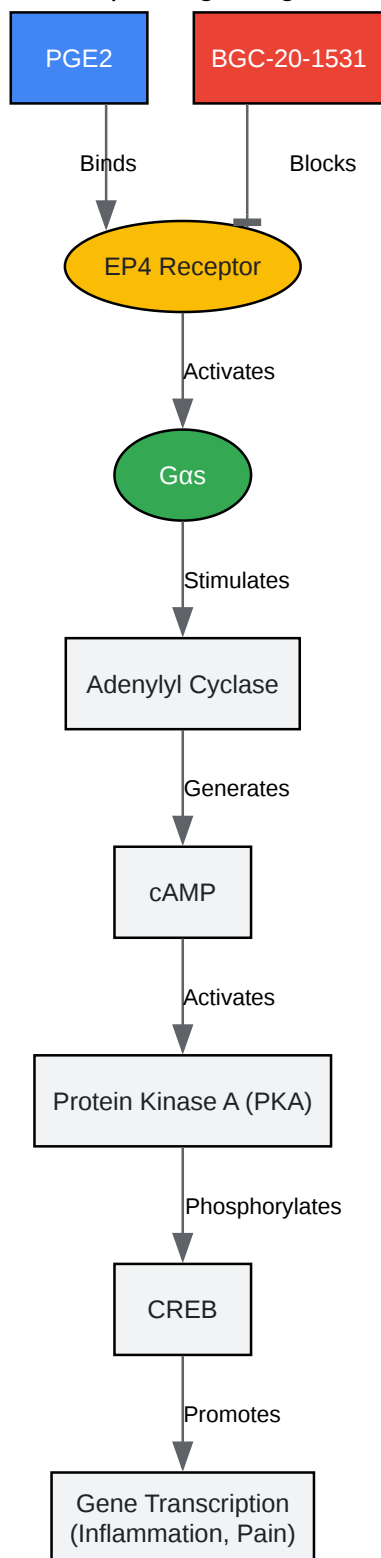 PGE2
BGC-20-1531
Binds
Blocks
EP4 Receptor
Activates
Gαs
Stimulates
Adenylyl Cyclase
Generates
cAMP
Activates
Protein Kinase A (PKA)
Phosphorylates
CREB
Promotes
Gene Transcription
(Inflammation, Pain)